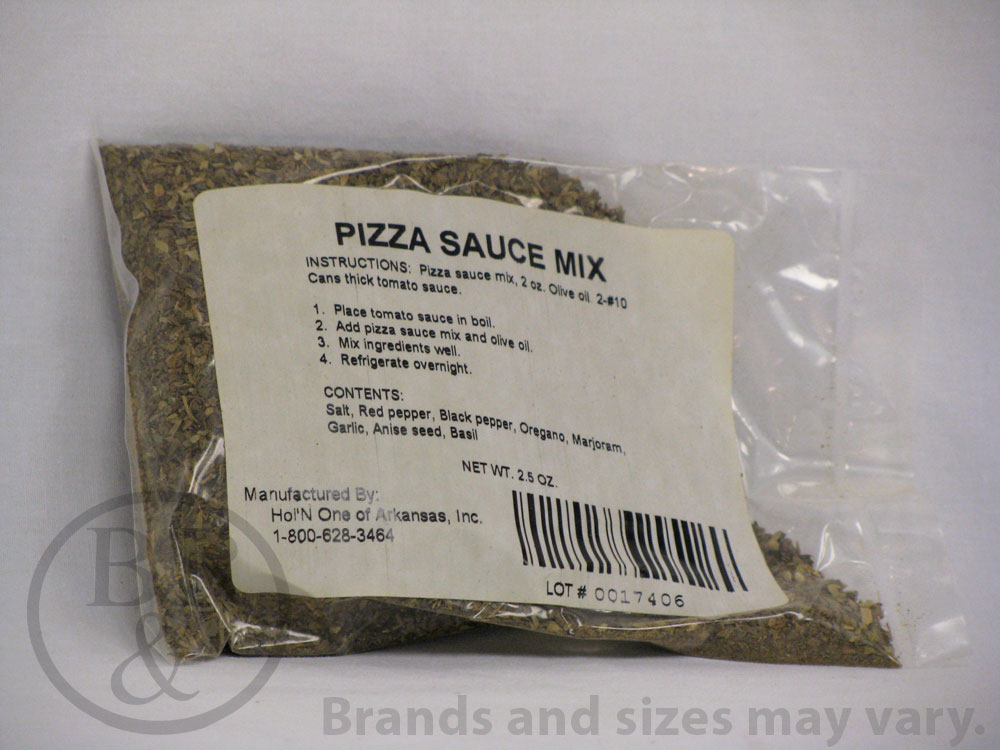 PIZZA SAUCE MIX
INSTRUCTIONS: Pizza sauce mix, 2 oz. Olive oil 2-#10
Cans thick tomato sauce.
1. Place tomato sauce in boil.
2. Add pizza sauce mix and olive oil.
3. Mix ingredients well.
4. Refrigerate overnight.
CONTENTS:
Salt, Red pepper, Black pepper, Oregano, Marjoram,
Garlic, Anise seed, Basil
NET WT. 2.5 OZ.
Manufactured By:
Hol'N One of Arkansas, Inc.
1-800-628-3464
LOT # 0017406
B&P
Brands and sizes may vary.